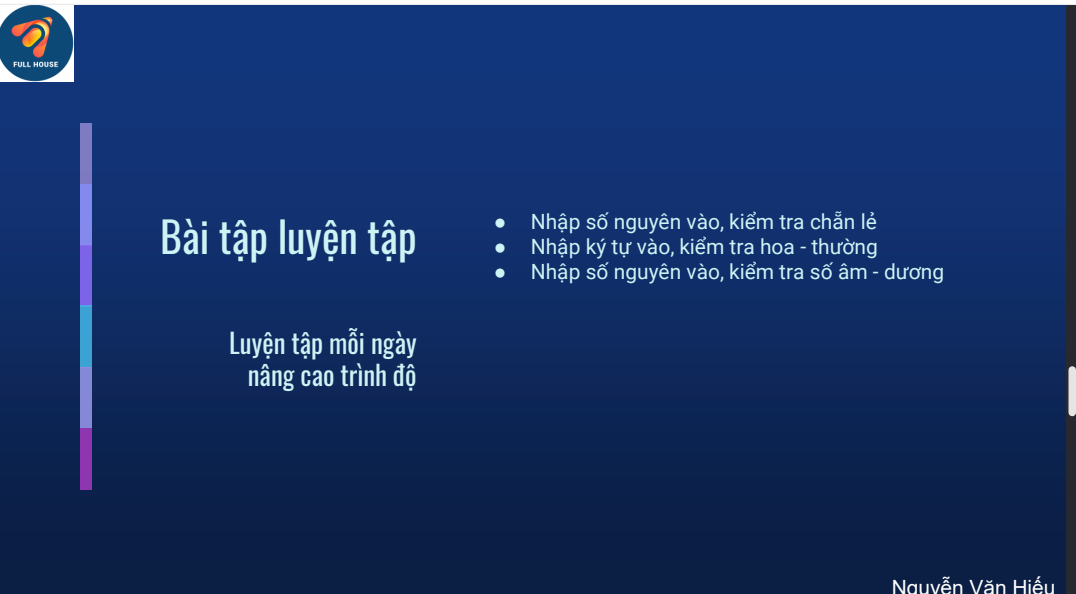 FULL HOUSE
Bài tập luyện tập
Luyện tập mỗi ngày
nâng cao trình độ
● Nhập số nguyên vào, kiểm tra chẵn lẻ
● Nhập ký tự vào, kiểm tra hoa - thường
● Nhập số nguyên vào, kiểm tra số âm - dương
Nguyễn Văn Hiếu